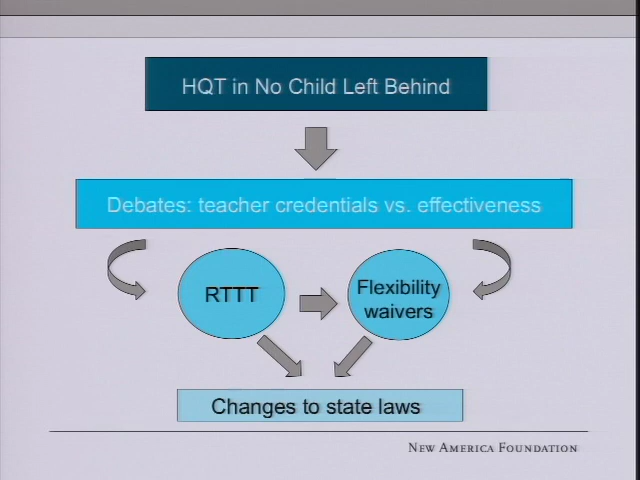 HQT in No Child Left Behind
Debates: teacher credentials vs. effectiveness
RTTT
Flexibility
waivers
Changes to state laws
NEW AMERICA FOUNDATION